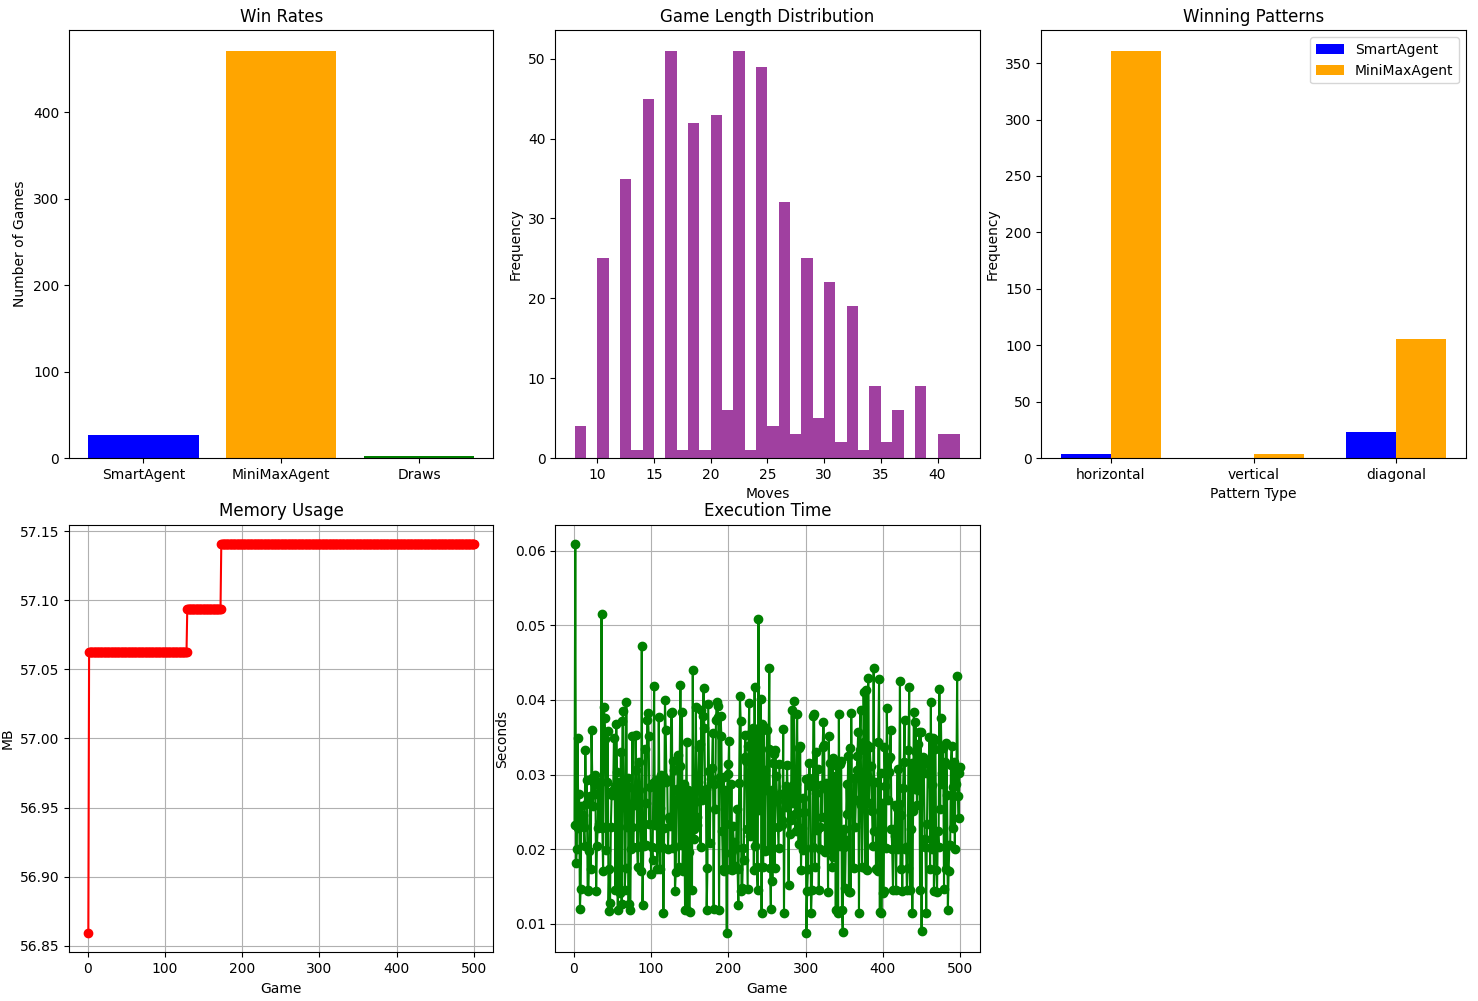 Win Rates
Number of Games
400
300
200
100
0
SmartAgent MiniMaxAgent Draws
Game Length Distribution
Frequency
50
40
30
20
10
0
10 15 20 25 30 35 40
Moves
Winning Patterns
SmartAgent
MiniMaxAgent
Frequency
350
300
250
200
150
100
50
0
horizontal vertical diagonal
Pattern Type
Memory Usage
MB
57.15
57.10
57.05
57.00
56.95
56.90
56.85
0 100 200 300 400 500
Game
Execution Time
Seconds
0.06
0.05
0.04
0.03
0.02
0.01
0 100 200 300 400 500
Game